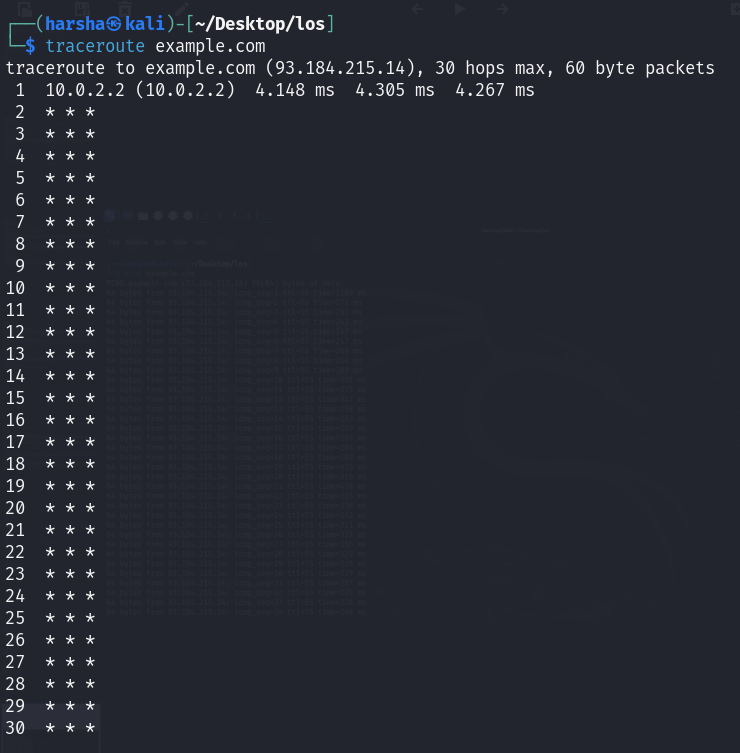 ┌──(harsha㉿kali)-[~/Desktop/los]
└─$ traceroute example.com
traceroute to example.com (93.184.215.14), 30 hops max, 60 byte packets
 1  10.0.2.2 (10.0.2.2)  4.148 ms  4.305 ms  4.267 ms
 2  * * *
 3  * * *
 4  * * *
 5  * * *
 6  * * *
 7  * * *
 8  * * *
 9  * * *
10  * * *
11  * * *
12  * * *
13  * * *
14  * * *
15  * * *
16  * * *
17  * * *
18  * * *
19  * * *
20  * * *
21  * * *
22  * * *
23  * * *
24  * * *
25  * * *
26  * * *
27  * * *
28  * * *
29  * * *
30  * * *